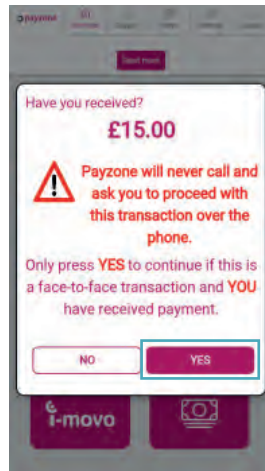 payzone
Have you received?
£15.00
Payzone will never call and
ask you to proceed with
this transaction over the
phone.
Only press YES to continue if this is
a face-to-face transaction and YOU
have received payment.
NO
YES
i-movo